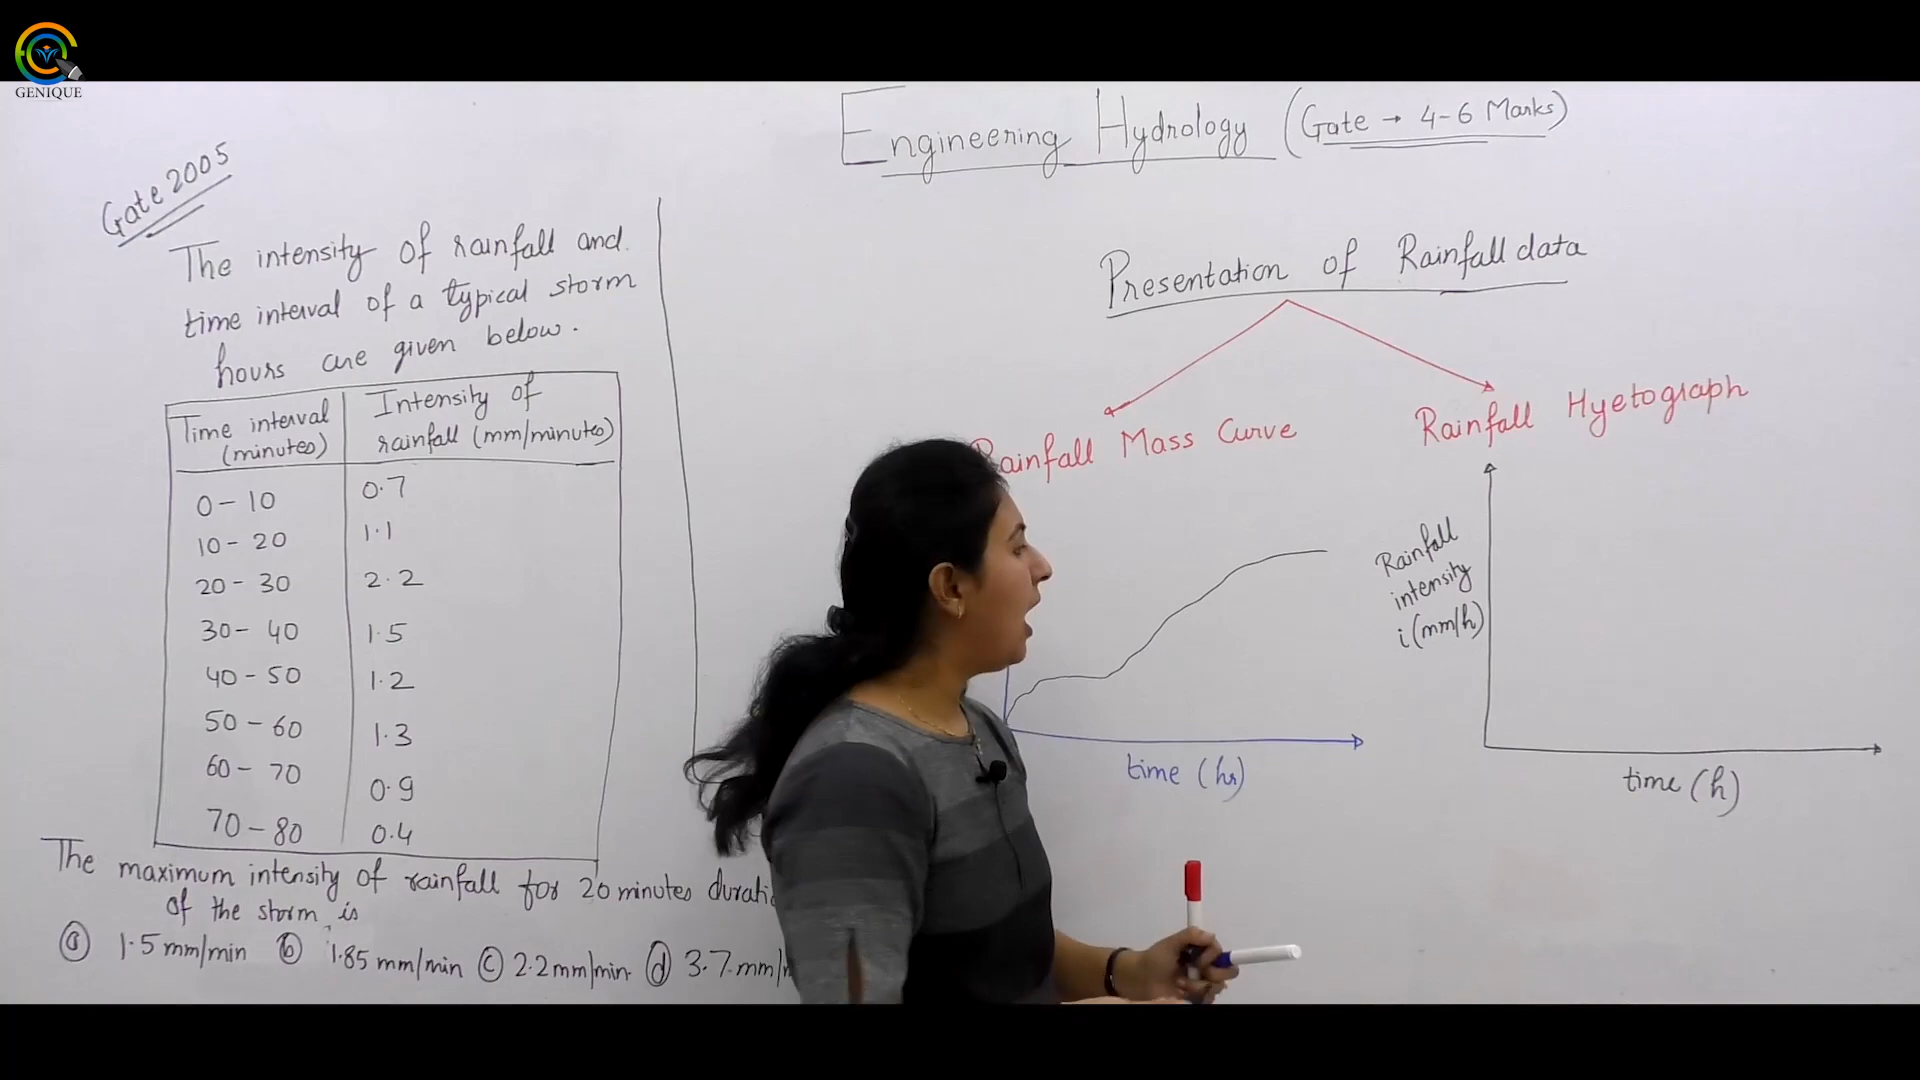 GENIQUE
Engineering Hydrology (Gate → 4-6 Marks)
Gate 2005
The intensity of rainfall and
time interval of a typical storm
hours are given below.
Time interval (minutes) Intensity of rainfall (mm/minutes)
0-10 0.7
10-20 1.1
20-30 2.2
30-40 1.5
40-50 1.2
50-60 1.3
60-70 0.9
70-80 0.4
The maximum intensity of rainfall for 20 minutes durati
of the storm is
(a) 1.5 mm/min (b) 1.85 mm/min (c) 2.2 mm/min. (d) 3.7 mm/
Presentation of Rainfall data
Rainfall Mass Curve
time (hr)
Rainfall Hyetograph
Rainfall
intensity
i (mm/h)
time (h)